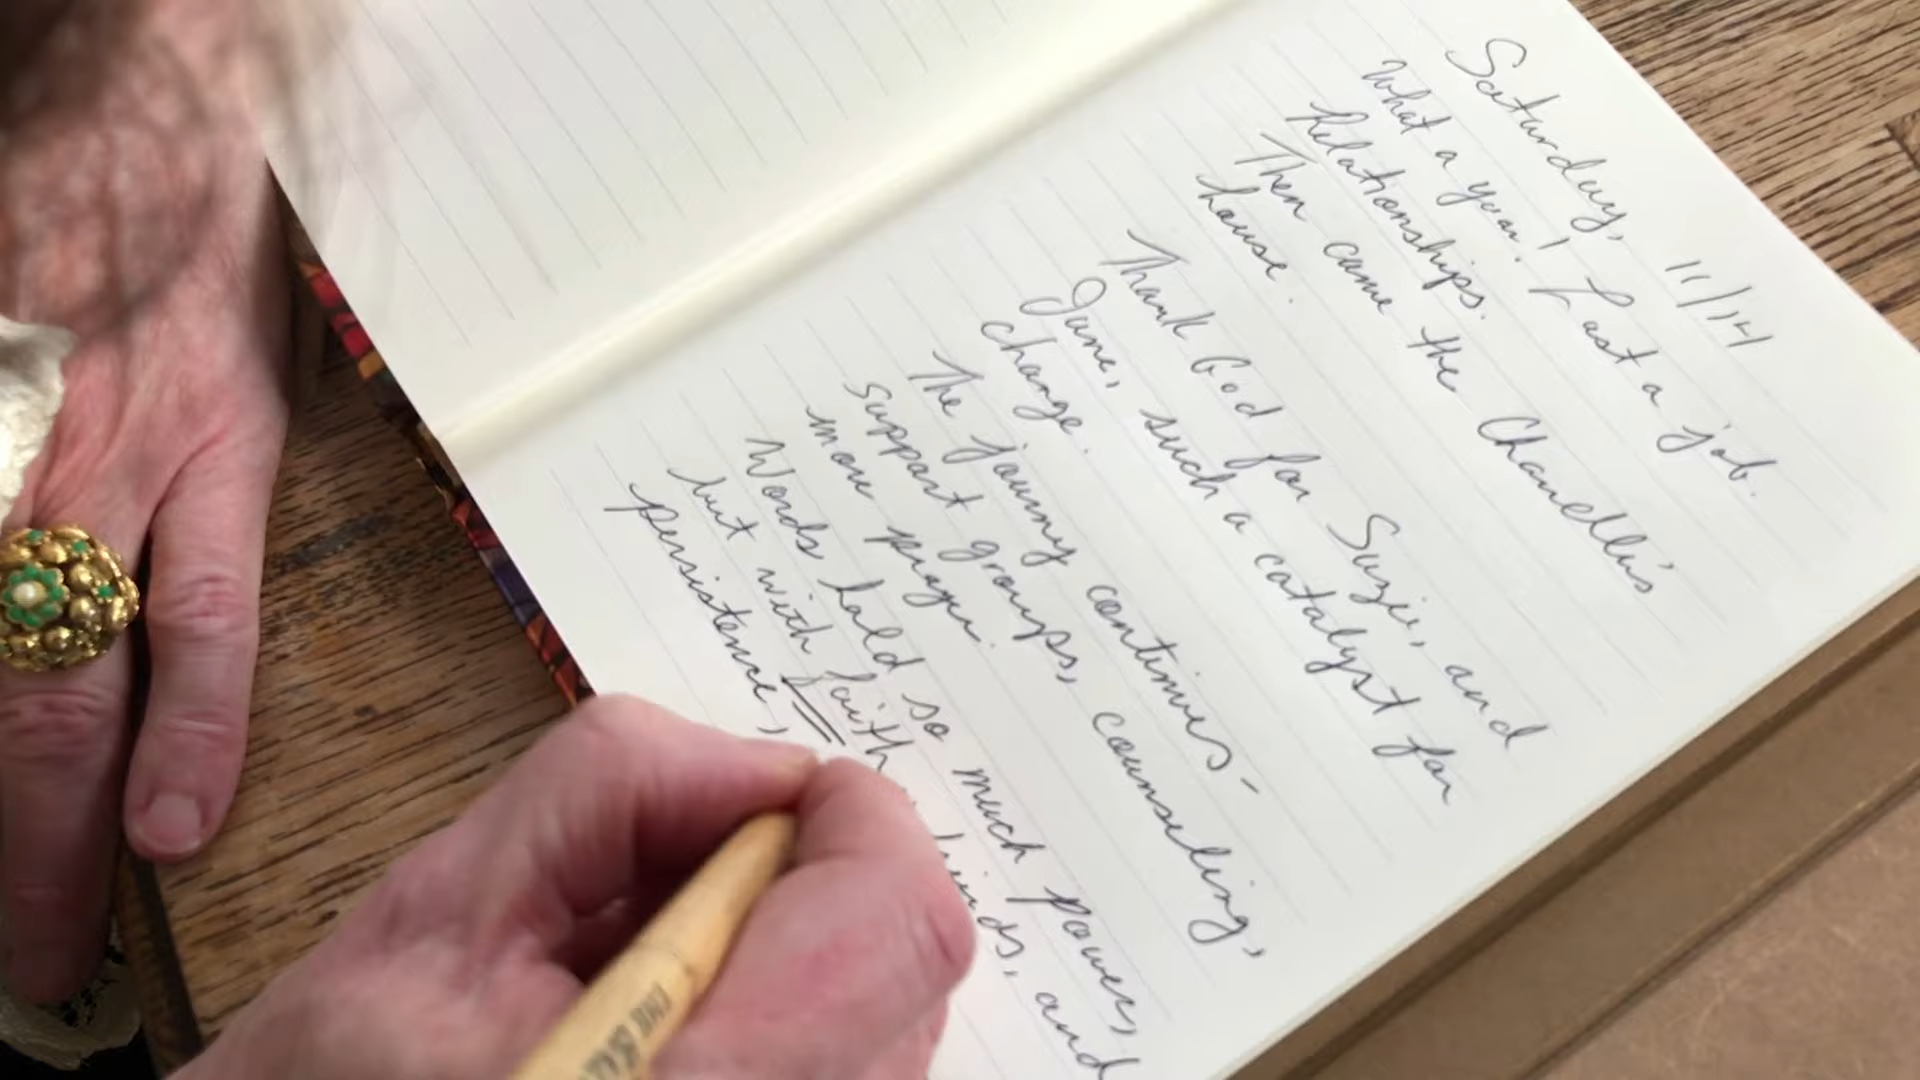 Saturday, 11/14
What a year! Lost a job.
Relationships.
Then came the Chandler's
house.
Thank God for Suzie, and
June, such a catalyst for
change.
The journey continues-
support groups, counseling,
more prayer.
Words hold so much power,
but with faith, and
persistence,